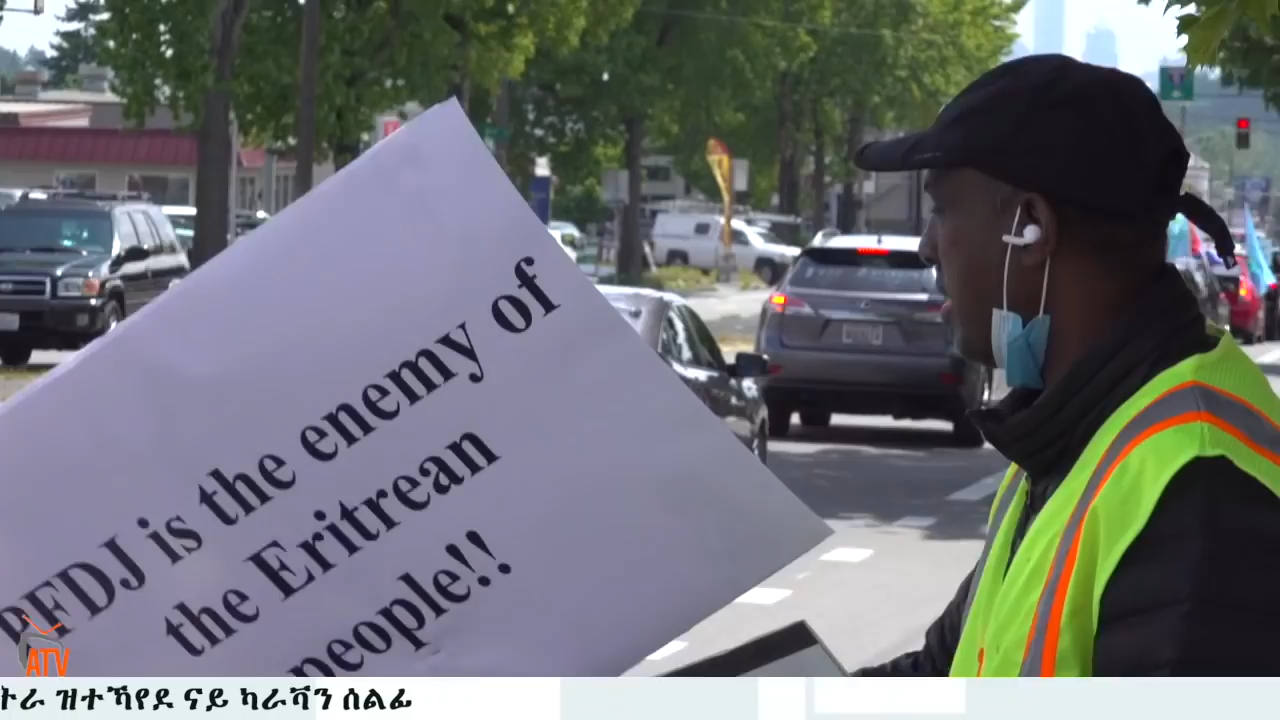 PFDJ is the enemy of
the Eritrean
people!!
ATV
ትራ ዝተኻየደ ናይ ካራቫን ሰልፊ